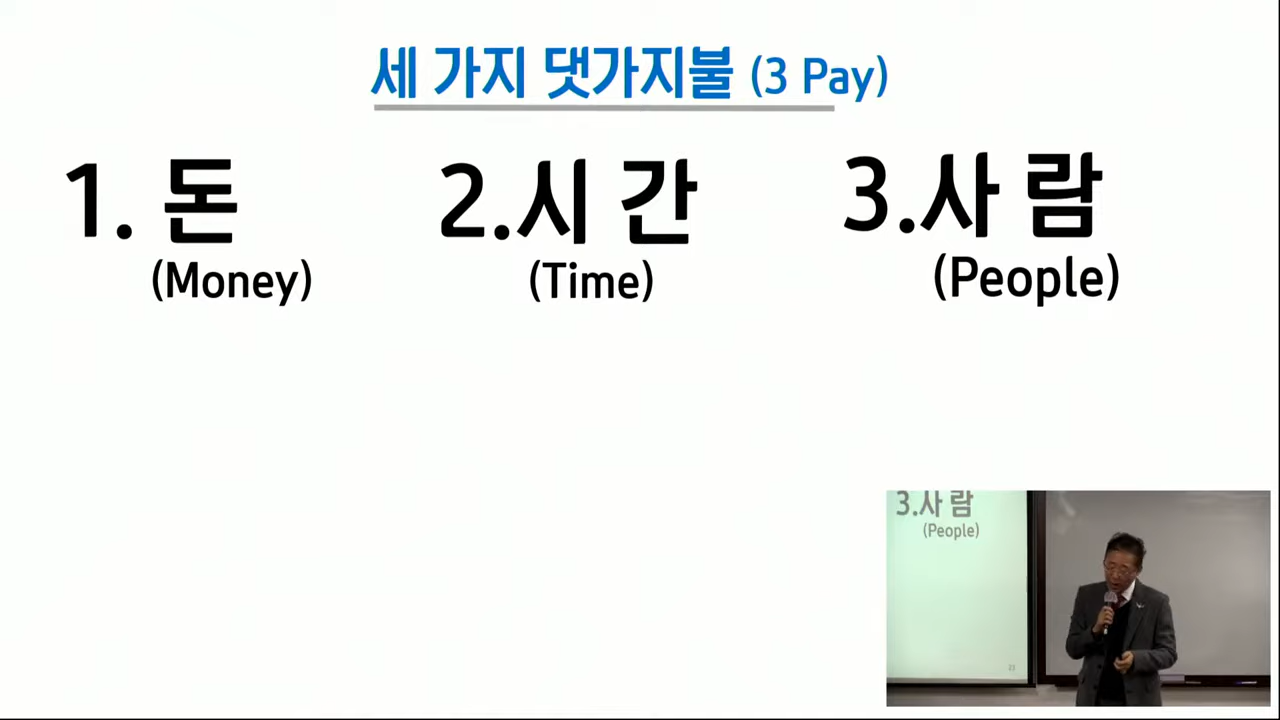 세 가지 댓가지불 (3 Pay)
1. 돈
(Money)
2.시 간
(Time)
3.사 람
(People)
3.사 람
(People)